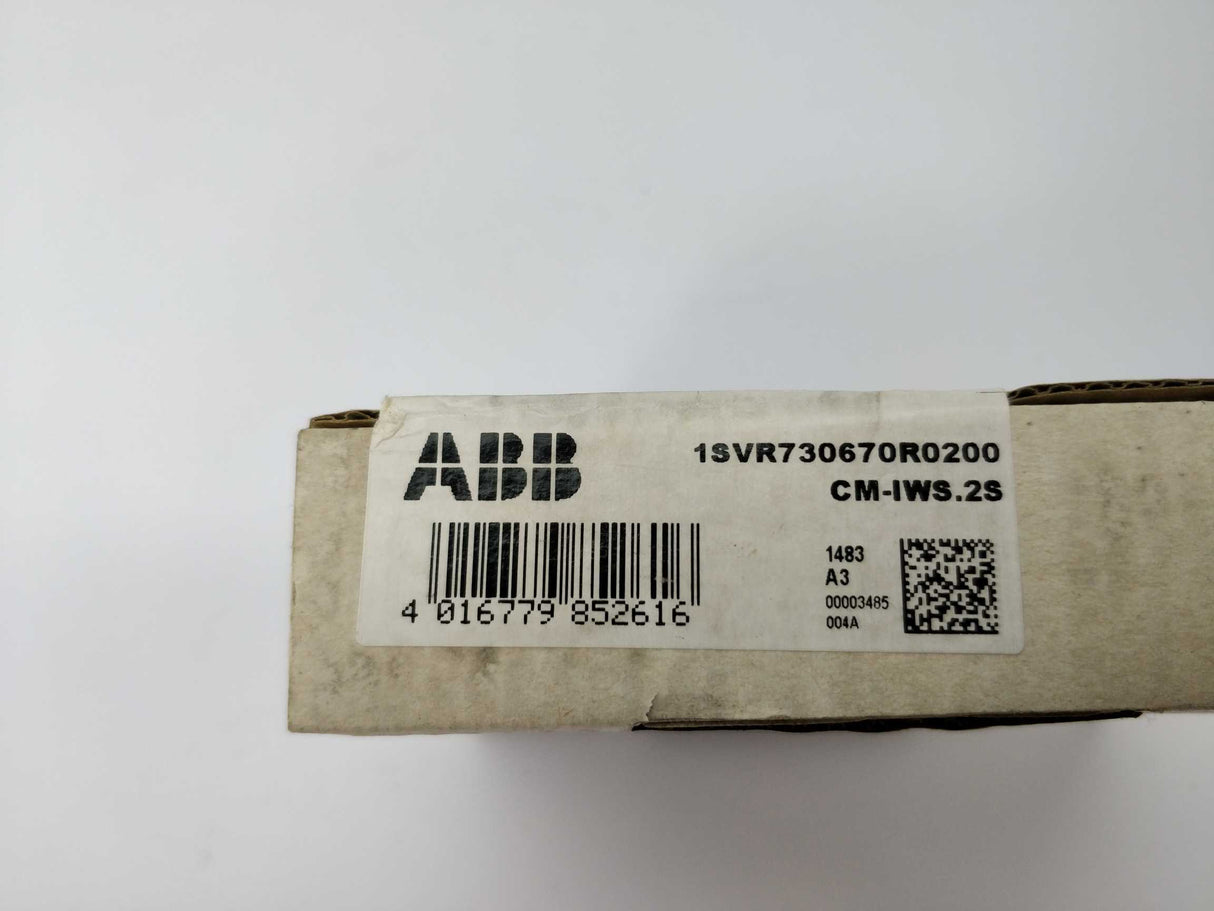 ABB
1SVR730670R0200
CM-IWS.2S
1483
A3
00003485
004A
4 016779 852616